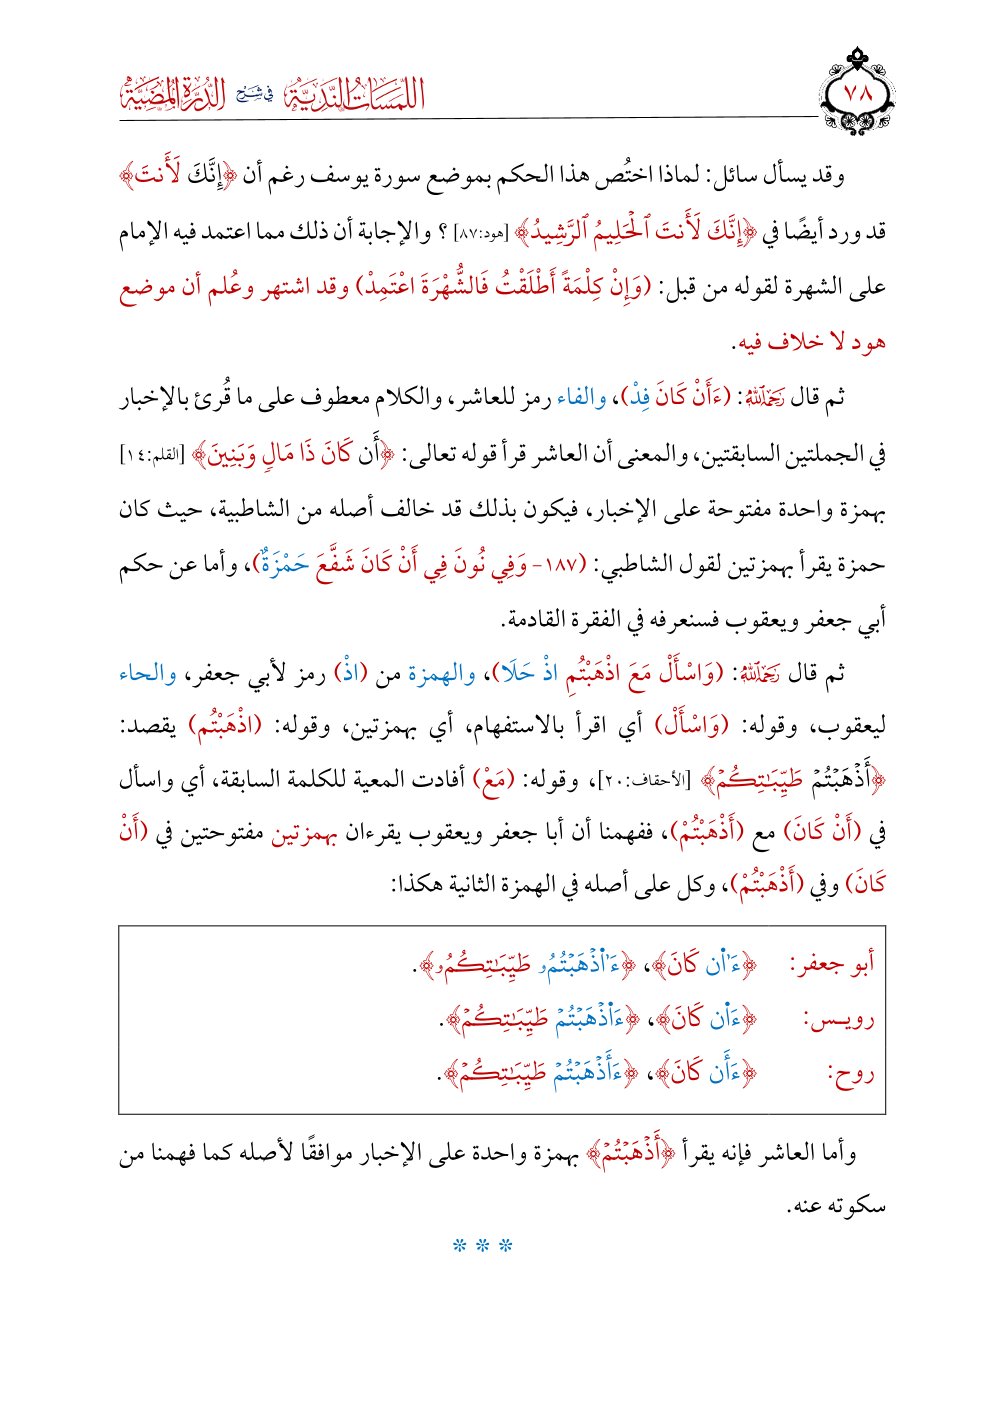 ٧٨
اللمسات الندية في شرح الدرة المضية
وقد يسأل سائل: لماذا اختُص هذا الحكم بموضع سورة يوسف رغم أن ﴿إِنَّكَ لَأَنتَ﴾
قد ورد أيضًا في ﴿إِنَّكَ لَأَنتَ ٱلْحَلِيمُ ٱلرَّشِيدُ﴾ [هود:٨٧] ؟ والإجابة أن ذلك مما اعتمد فيه الإمام
على الشهرة لقوله من قبل: (وَإِنْ كِلْمَةً أَطْلَقْتُ فَالشُّهْرَةَ اعْتَمِدْ) وقد اشتهر وعُلم أن موضع
هود لا خلاف فيه.
ثم قال رَحِمَهُ ٱللَّهُ: (ءَأَنْ كَانَ فِدْ)، والفاء رمز للعاشر، والكلام معطوف على ما قُرئ بالإخبار
في الجملتين السابقتين، والمعنى أن العاشر قرأ قوله تعالى: ﴿أَن كَانَ ذَا مَالٍ وَبَنِينَ﴾ [القلم:١٤]
بهمزة واحدة مفتوحة على الإخبار، فيكون بذلك قد خالف أصله من الشاطبية، حيث كان
حمزة يقرأ بهمزتين لقول الشاطبي: (١٨٧- وَفِي نُونَ فِي أَنْ كَانَ شَفَّعَ حَمْزَةٌ)، وأما عن حكم
أبي جعفر ويعقوب فسنعرفه في الفقرة القادمة.
ثم قال رَحِمَهُ ٱللَّهُ: (وَاسْأَلْ مَعَ اذْهَبْتُمِ اذْ حَلَا)، والهمزة من (اذْ) رمز لأبي جعفر، والحاء
ليعقوب، وقوله: (وَاسْأَلْ) أي اقرأ بالاستفهام، أي بهمزتين، وقوله: (اذْهَبْتُم) يقصد:
﴿أَذْهَبْتُمْ طَيِّبَٰتِكُمْ﴾ [الأحقاف:٢٠]، وقوله: (مَعْ) أفادت المعية للكلمة السابقة، أي واسأل
في (أَنْ كَانَ) مع (أَذْهَبْتُمْ)، ففهمنا أن أبا جعفر ويعقوب يقرءان بهمزتين مفتوحتين في (أَنْ
كَانَ) وفي (أَذْهَبْتُمْ)، وكل على أصله في الهمزة الثانية هكذا:
أبو جعفر: ﴿ءَا۬ن كَانَ﴾، ﴿ءَا۬ذْهَبْتُمُۥ طَيِّبَٰتِكُمُۥ﴾.
رويـس: ﴿ءَا۬ن كَانَ﴾، ﴿ءَا۬ذْهَبْتُمْ طَيِّبَٰتِكُمْ﴾.
روح: ﴿ءَأَن كَانَ﴾، ﴿ءَأَذْهَبْتُمْ طَيِّبَٰتِكُمْ﴾.
وأما العاشر فإنه يقرأ ﴿أَذْهَبْتُمْ﴾ بهمزة واحدة على الإخبار موافقًا لأصله كما فهمنا من
سكوته عنه.
* * *